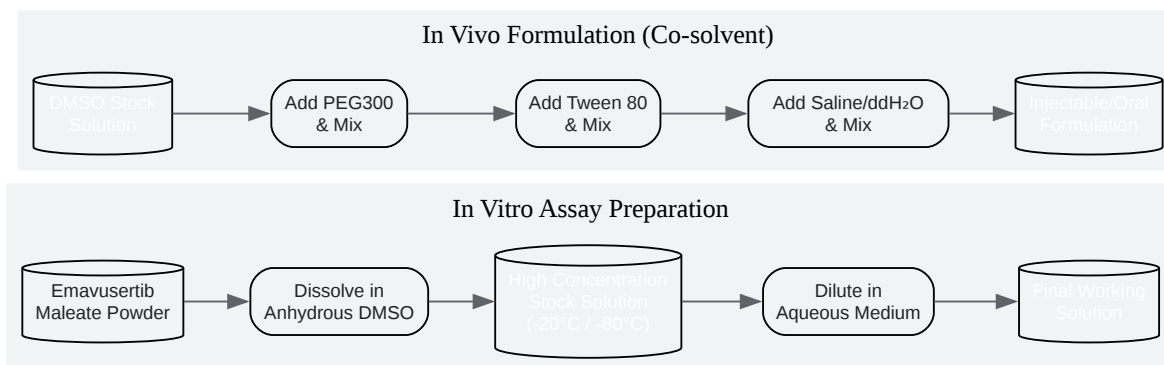 In Vivo Formulation (Co-solvent)
DMSO Stock
Solution
Add PEG300
& Mix
Add Tween 80
& Mix
Add Saline/ddH₂O
& Mix
Injectable/Oral
Formulation
In Vitro Assay Preparation
Emavusertib
Maleate Powder
Dissolve in
Anhydrous DMSO
High Concentration
Stock Solution
(-20°C / -80°C)
Dilute in
Aqueous Medium
Final Working
Solution